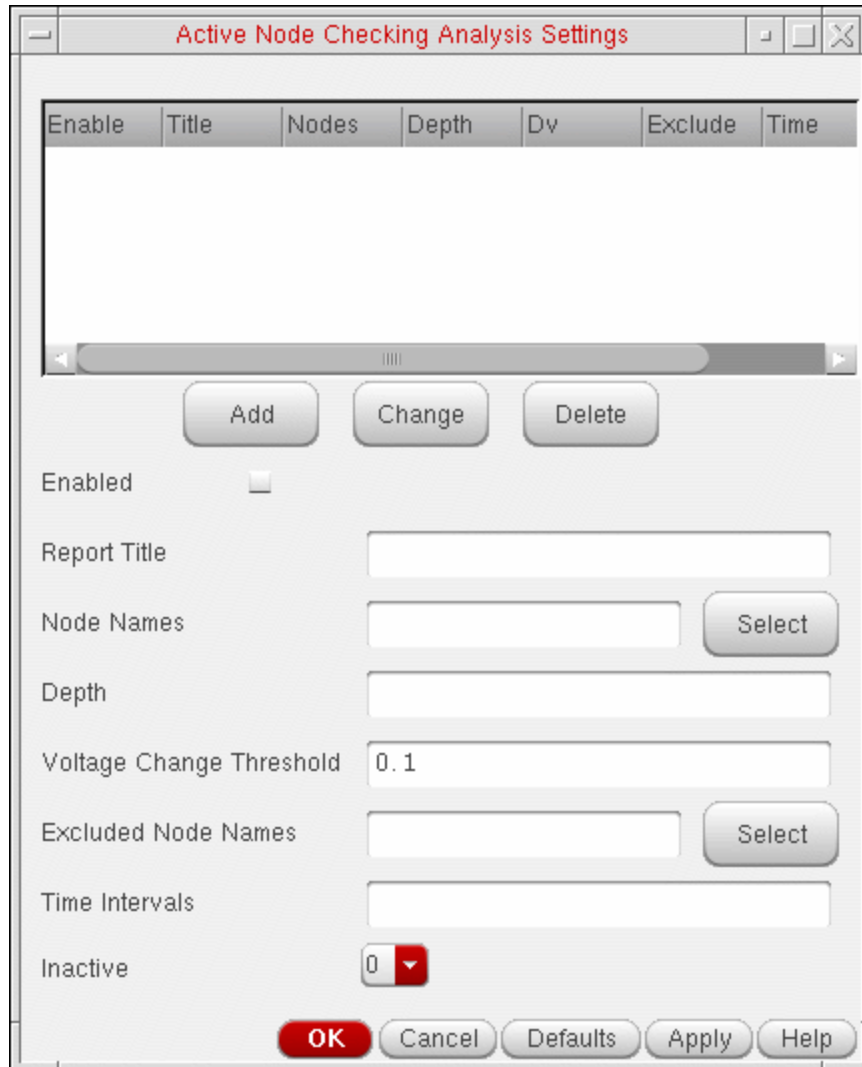 Active Node Checking Analysis Settings
Enable Title Nodes Depth Dv Exclude Time
Add Change Delete
Enabled
Report Title
Node Names Select
Depth
Voltage Change Threshold 0.1
Excluded Node Names Select
Time Intervals
Inactive 0
OK Cancel Defaults Apply Help